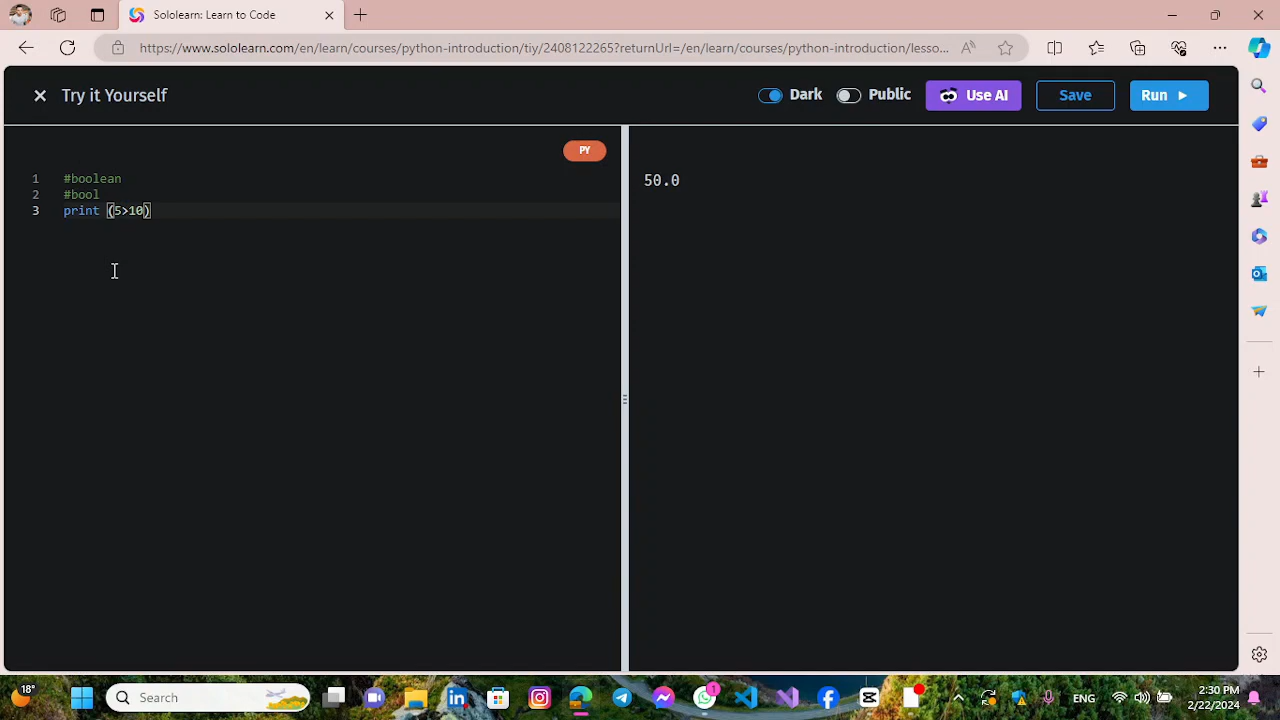 Sololearn: Learn to Code
https://www.sololearn.com/en/learn/courses/python-introduction/tiy/2408122265?returnUrl=/en/learn/courses/python-introduction/lesso...
Try it Yourself
Dark
Public
Use AI
Save
Run
PY
1 #boolean
2 #bool
3 print (5>10)
50.0
18°
Search
1
ENG
2:30 PM
2/22/2024